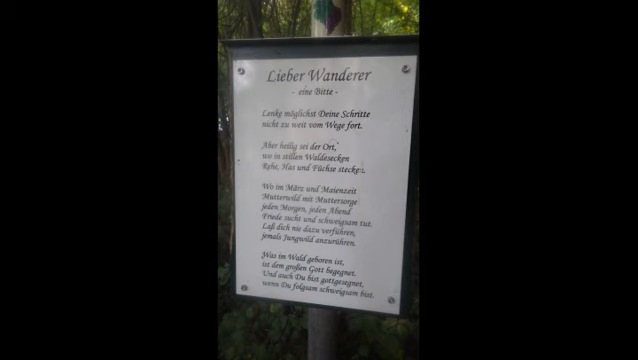 Lieber Wanderer
- eine Bitte -
Lenke möglichst Deine Schritte
nicht zu weit vom Wege fort.
Aber heilig sei der Ort,
wo in stillen Waldesecken
Rehe, Has und Füchse stecken.
Wo im März und Maienzeit
Mutterwild mit Muttersorge
jeden Morgen, jeden Abend
Friede sucht und schweigsam tut.
Laß dich nie dazu verführen,
jemals Jungwild anzurühren.
Was im Wald geboren ist,
ist dem großen Gott begegnet.
Und auch Du bist gottgesegnet,
wenn Du folgsam schweigsam bist.